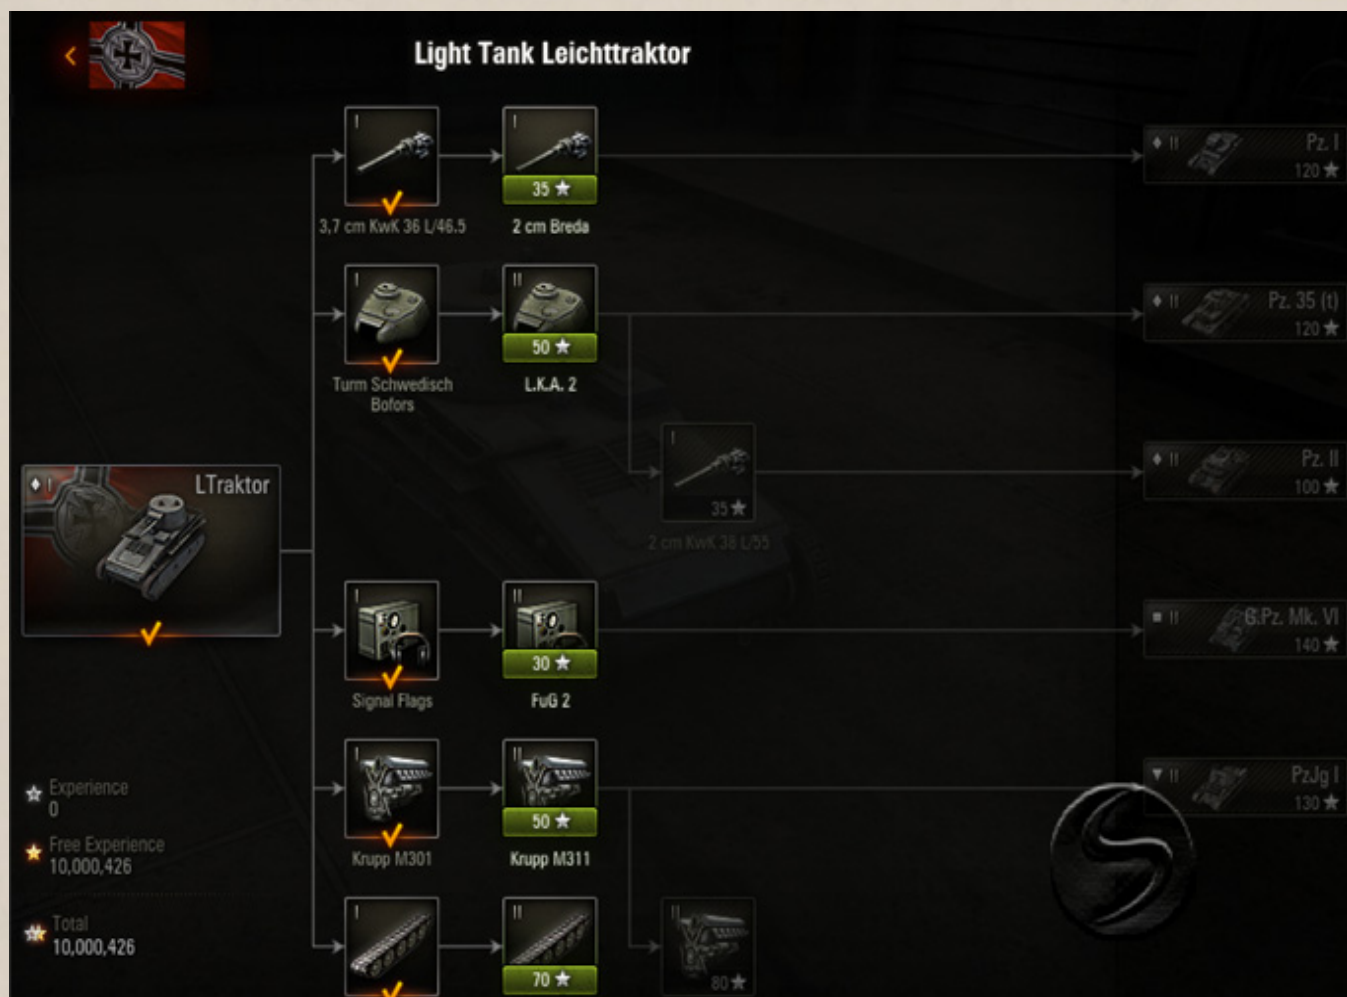 Light Tank Leichttraktor
I
I
35
3,7 cm KwK 36 L/46.5
2 cm Breda
II
Pz. I
120
I
II
50
Turm Schwedisch
Bofors
L.K.A. 2
II
Pz. 35 (t)
120
I
35
2 cm KwK 38 L/55
II
Pz. II
100
I
LTraktor
I
II
30
Signal Flags
FuG 2
II
G.Pz. Mk. VI
140
I
II
50
Krupp M301
Krupp M311
II
PzJg I
130
Experience
0
Free Experience
10,000,426
Total
10,000,426
I
II
70
II
80